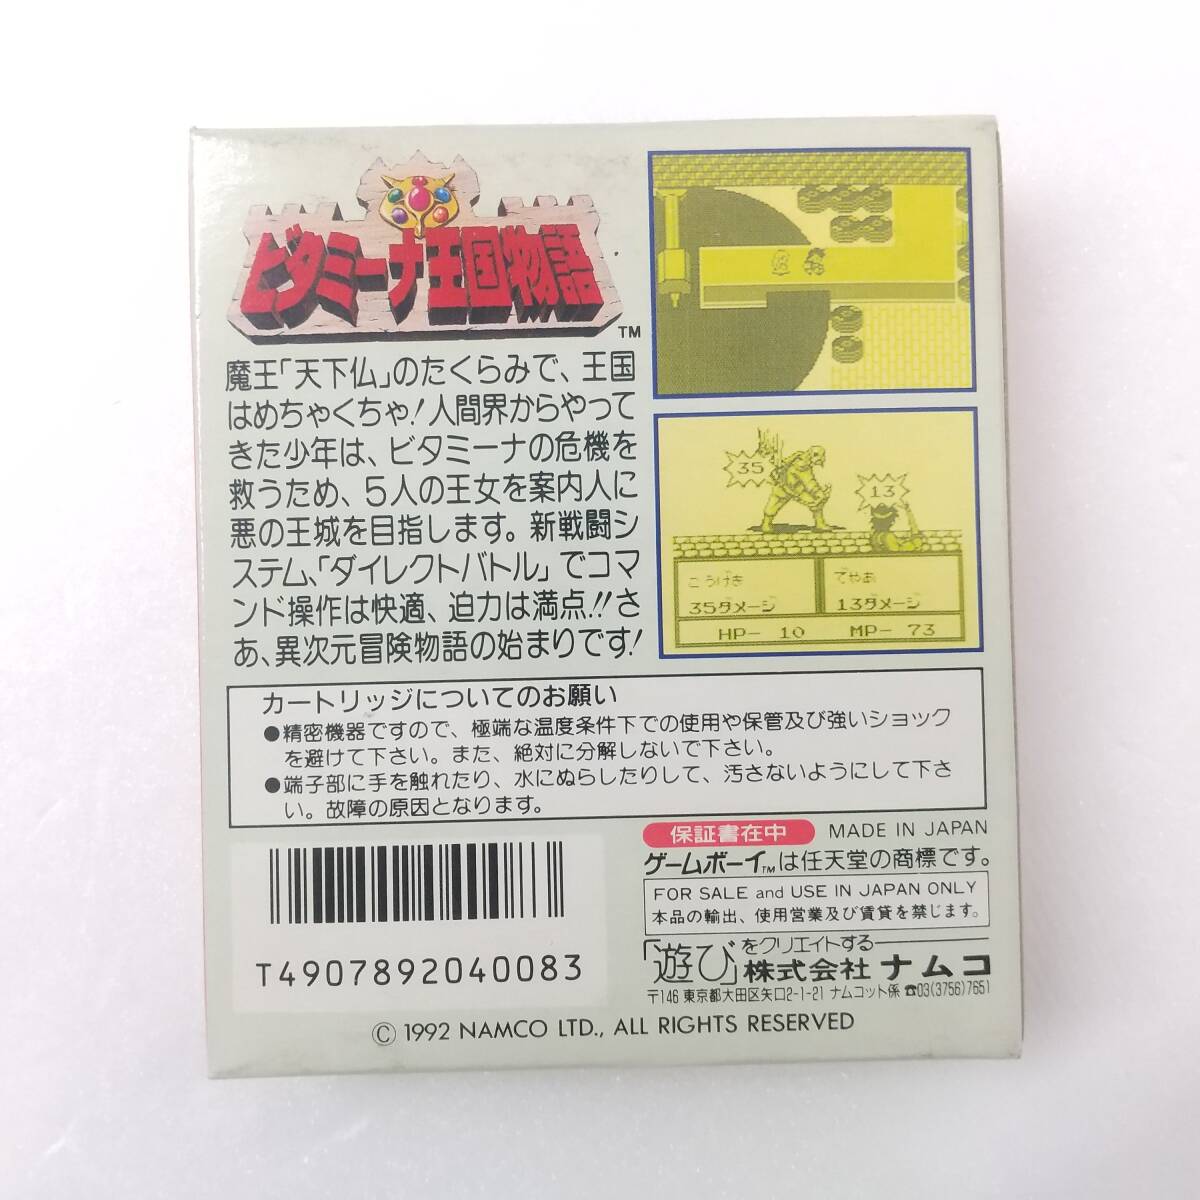 ビタミーナ王国物語
TM
魔王「天下仏」のたくらみで、王国
はめちゃくちゃ!人間界からやって
きた少年は、ビタミーナの危機を
救うため、5人の王女を案内人に
悪の王城を目指します。新戦闘シ
ステム、「ダイレクトバトル」でコマ
ンド操作は快適、迫力は満点!!さ
あ、異次元冒険物語の始まりです!
35
13
こうげき
35ダメージ
てやあ
13ダメージ
HP- 10 MP- 73
カートリッジについてのお願い
●精密機器ですので、極端な温度条件下での使用や保管及び強いショック
を避けて下さい。また、絶対に分解しないで下さい。
●端子部に手を触れたり、水にぬらしたりして、汚さないようにして下さ
い。故障の原因となります。
T4907892040083
保証書在中 MADE IN JAPAN
ゲームボーイTMは任天堂の商標です。
FOR SALE and USE IN JAPAN ONLY
本品の輸出、使用営業及び賃貸を禁じます。
「遊び」をクリエイトする
株式会社 ナムコ
〒146 東京都大田区矢口2-1-21 ナムコット係 ☎03(3756)7651
© 1992 NAMCO LTD., ALL RIGHTS RESERVED